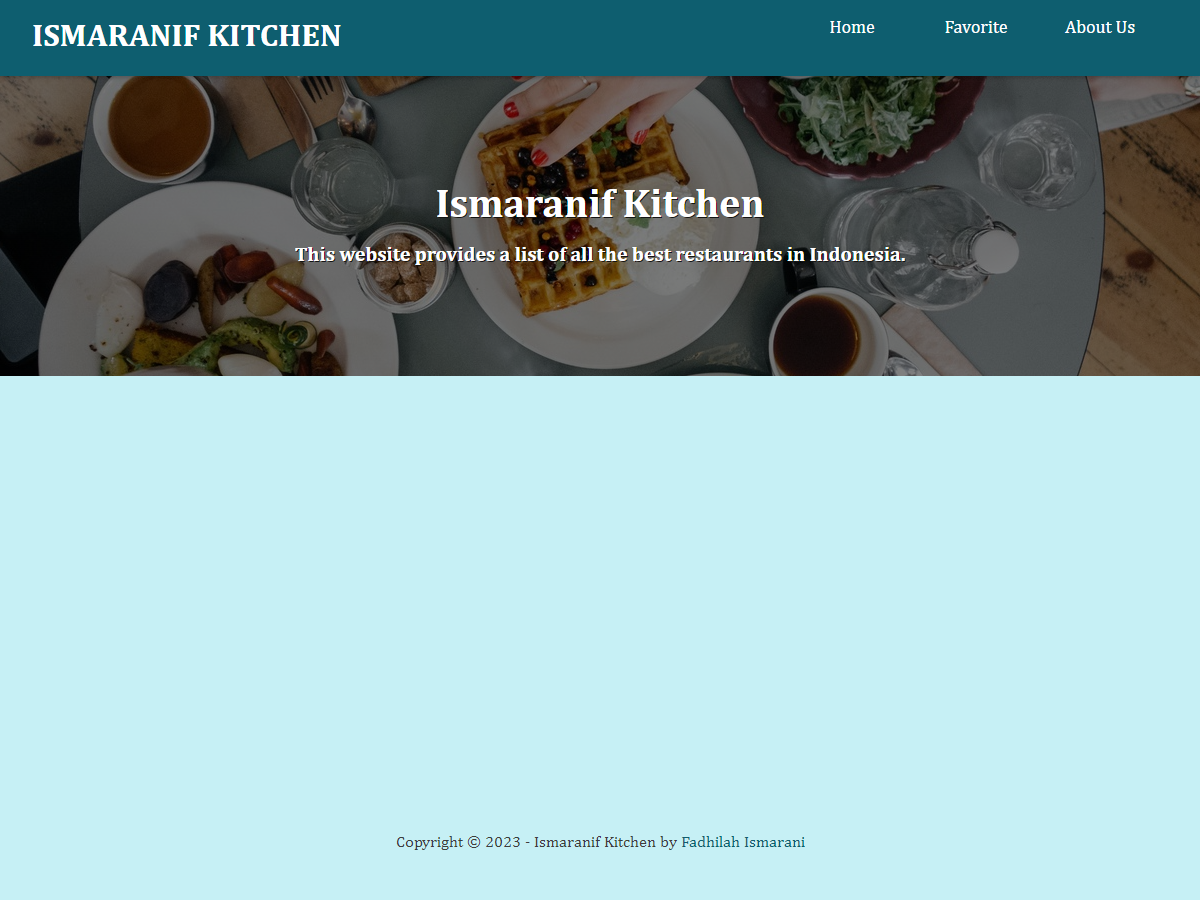 ISMARANIF KITCHEN
Home
Favorite
About Us
Ismaranif Kitchen
This website provides a list of all the best restaurants in Indonesia.
Copyright © 2023 - Ismaranif Kitchen by Fadhilah Ismarani